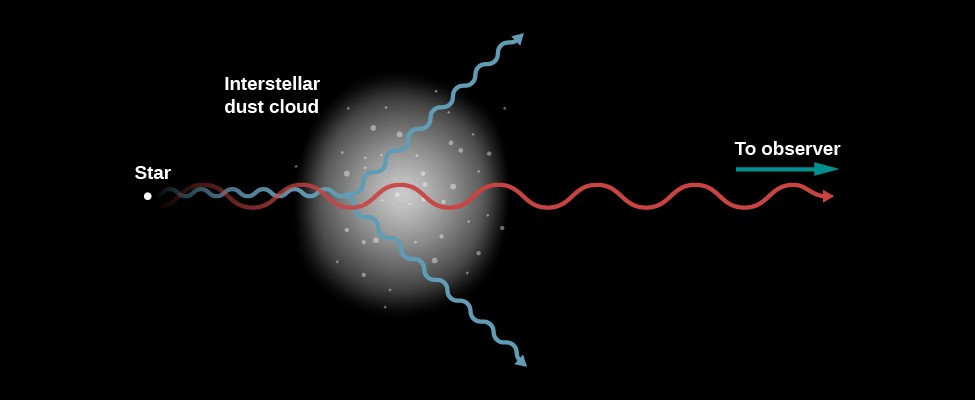 Interstellar
dust cloud
Star
To observer